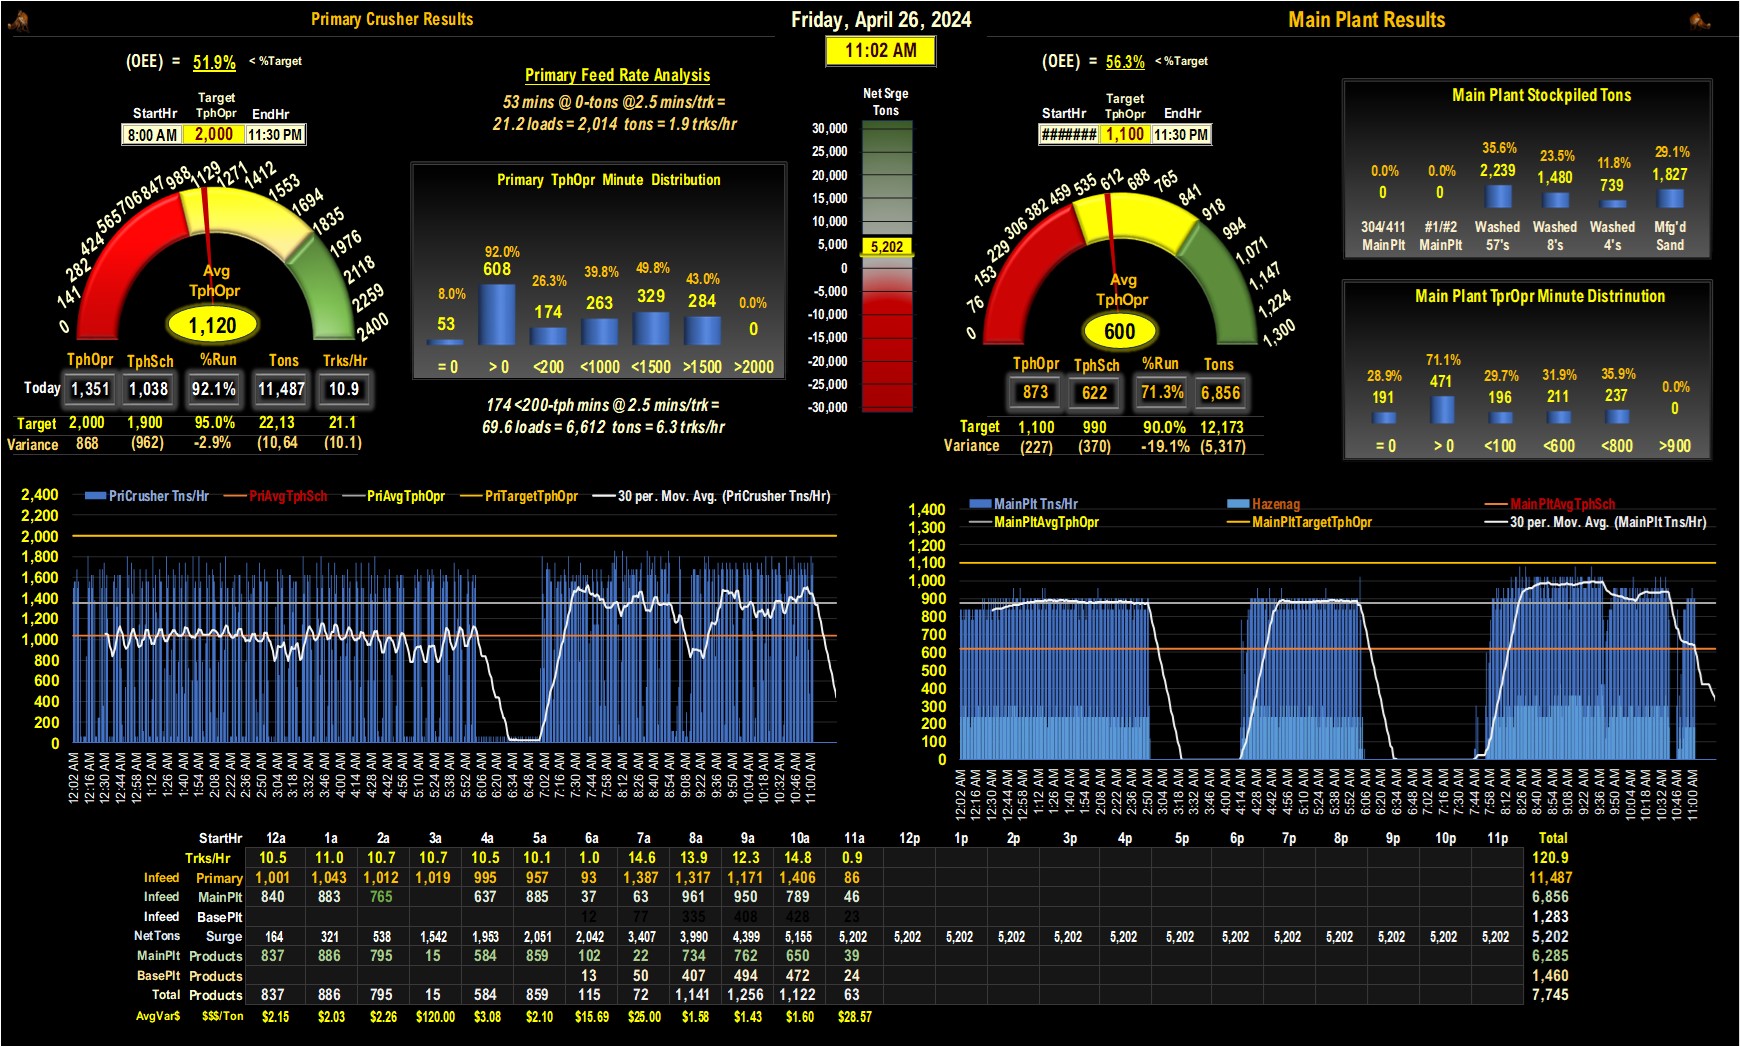 Primary Crusher Results
Friday, April 26, 2024
Main Plant Results
11:02 AM
(OEE) = 51.9% < %Target
StartHr Target TphOpr EndHr
8:00 AM 2,000 11:30 PM
0 141 282 424 565 706 847 988 1129 1271 1412 1553 1694 1835 1976 2118 2259 2400
Avg
TphOpr
1,120
TphOpr TphSch %Run Tons Trks/Hr
Today 1,351 1,038 92.1% 11,487 10.9
Target 2,000 1,900 95.0% 22,13 21.1
Variance 868 (962) -2.9% (10,64 (10.1)
Primary Feed Rate Analysis
53 mins @ 0-tons @2.5 mins/trk =
21.2 loads = 2,014 tons = 1.9 trks/hr
Primary TphOpr Minute Distribution
8.0% 92.0% 26.3% 39.8% 49.8% 43.0% 0.0%
53 608 174 263 329 284 0
= 0 > 0 <200 <1000 <1500 >1500 >2000
174 <200-tph mins @ 2.5 mins/trk =
69.6 loads = 6,612 tons = 6.3 trks/hr
Net Srge
Tons
30,000
25,000
20,000
15,000
10,000
5,000
5,202
0
-5,000
-10,000
-15,000
-20,000
-25,000
-30,000
(OEE) = 56.3% < %Target
StartHr Target TphOpr EndHr
####### 1,100 11:30 PM
0 76 153 229 306 382 459 535 612 688 765 841 918 994 1,071 1,147 1,224 1,300
Avg
TphOpr
600
TphOpr TphSch %Run Tons
873 622 71.3% 6,856
Target 1,100 990 90.0% 12,173
Variance (227) (370) -19.1% (5,317)
Main Plant Stockpiled Tons
0.0% 0.0% 35.6% 23.5% 11.8% 29.1%
0 0 2,239 1,480 739 1,827
304/411 #1/#2 Washed Washed Washed Mfg'd
MainPlt MainPlt 57's 8's 4's Sand
Main Plant TprOpr Minute Distrinution
28.9% 71.1% 29.7% 31.9% 35.9% 0.0%
191 471 196 211 237 0
= 0 > 0 <100 <600 <800 >900
PriCrusher Tns/Hr PriAvgTphSch PriAvgTphOpr PriTargetTphOpr 30 per. Mov. Avg. (PriCrusher Tns/Hr)
2,400
2,200
2,000
1,800
1,600
1,400
1,200
1,000
800
600
400
200
0
12:02 AM 12:16 AM 12:30 AM 12:44 AM 12:58 AM 1:12 AM 1:26 AM 1:40 AM 1:54 AM 2:08 AM 2:22 AM 2:36 AM 2:50 AM 3:04 AM 3:18 AM 3:32 AM 3:46 AM 4:00 AM 4:14 AM 4:28 AM 4:42 AM 4:56 AM 5:10 AM 5:24 AM 5:38 AM 5:52 AM 6:06 AM 6:20 AM 6:34 AM 6:48 AM 7:02 AM 7:16 AM 7:30 AM 7:44 AM 7:58 AM 8:12 AM 8:26 AM 8:40 AM 8:54 AM 9:08 AM 9:22 AM 9:36 AM 9:50 AM 10:04 AM 10:18 AM 10:32 AM 10:46 AM 11:00 AM
MainPlt Tns/Hr Hazenag MainPltAvgTphSch
MainPltAvgTphOpr MainPltTargetTphOpr 30 per. Mov. Avg. (MainPlt Tns/Hr)
1,400
1,300
1,200
1,100
1,000
900
800
700
600
500
400
300
200
100
0
12:02 AM 12:16 AM 12:30 AM 12:44 AM 12:58 AM 1:12 AM 1:26 AM 1:40 AM 1:54 AM 2:08 AM 2:22 AM 2:36 AM 2:50 AM 3:04 AM 3:18 AM 3:32 AM 3:46 AM 4:00 AM 4:14 AM 4:28 AM 4:42 AM 4:56 AM 5:10 AM 5:24 AM 5:38 AM 5:52 AM 6:06 AM 6:20 AM 6:34 AM 6:48 AM 7:02 AM 7:16 AM 7:30 AM 7:44 AM 7:58 AM 8:12 AM 8:26 AM 8:40 AM 8:54 AM 9:08 AM 9:22 AM 9:36 AM 9:50 AM 10:04 AM 10:18 AM 10:32 AM 10:46 AM 11:00 AM
StartHr 12a 1a 2a 3a 4a 5a 6a 7a 8a 9a 10a 11a 12p 1p 2p 3p 4p 5p 6p 7p 8p 9p 10p 11p Total
Trks/Hr 10.5 11.0 10.7 10.7 10.5 10.1 1.0 14.6 13.9 12.3 14.8 0.9 120.9
Infeed Primary 1,001 1,043 1,012 1,019 995 957 93 1,387 1,317 1,171 1,406 86 11,487
Infeed MainPlt 840 883 765 637 885 37 63 961 950 789 46 6,856
Infeed BasePlt 12 77 335 408 428 23 1,283
NetTons Surge 164 321 538 1,542 1,953 2,051 2,042 3,407 3,990 4,399 5,155 5,202 5,202 5,202 5,202 5,202 5,202 5,202 5,202 5,202 5,202 5,202 5,202 5,202 5,202
MainPlt Products 837 886 795 15 584 859 102 22 734 762 650 39 6,285
BasePlt Products 13 50 407 494 472 24 1,460
Total Products 837 886 795 15 584 859 115 72 1,141 1,256 1,122 63 7,745
AvgVar$ $$$/Ton $2.15 $2.03 $2.26 $120.00 $3.08 $2.10 $15.69 $25.00 $1.58 $1.43 $1.60 $28.57